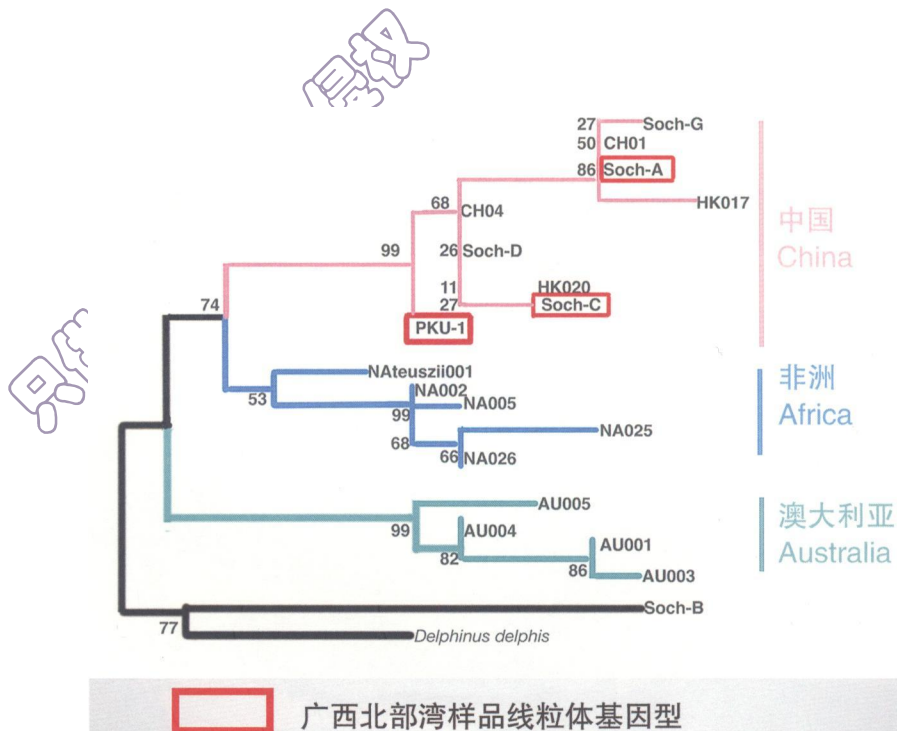 侵权
27 Soch-G
50 CH01
86 Soch-A
HK017
中国
China
68 CH04
99
26 Soch-D
11 HK020
27 Soch-C
PKU-1
74
NAteuszii001
NA002
53
99 NA005
非洲
Africa
NA025
68
66 NA026
AU005
澳大利亚
Australia
99 AU004
AU001
82
86 AU003
Soch-B
77
Delphinus delphis
广西北部湾样品线粒体基因型